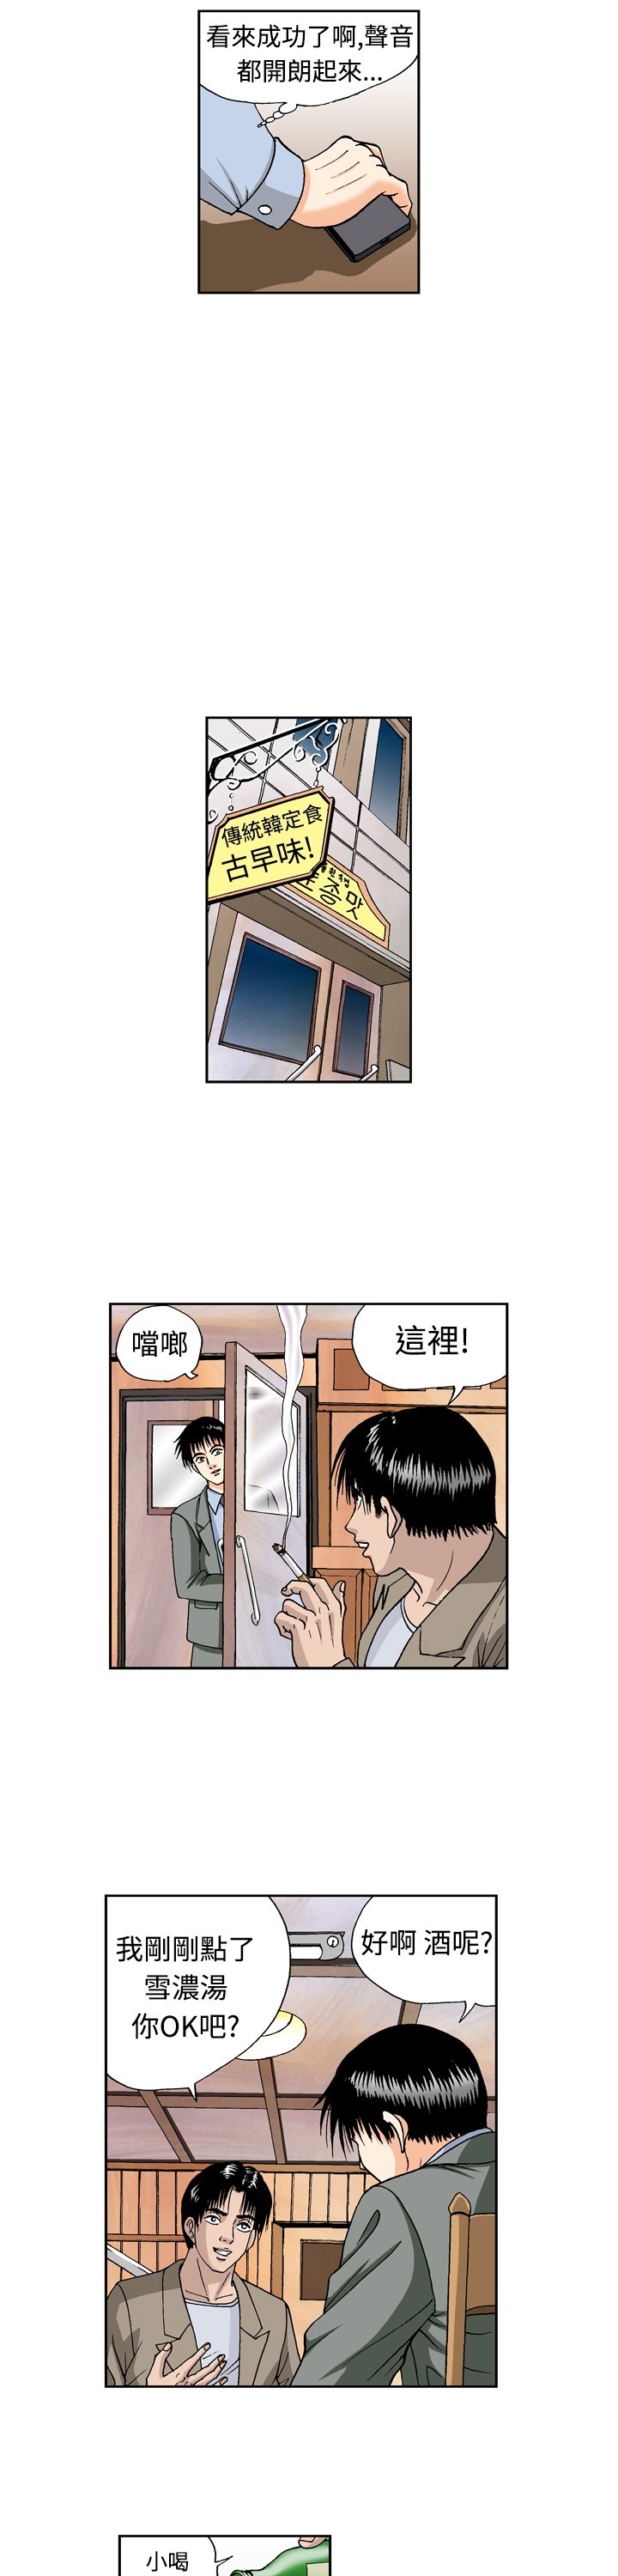 看來成功了啊,聲音
都開朗起來...
傳統韓定食
古早味!
종맛
噹啷
這裡!
我剛剛點了
雪濃湯
你OK吧?
好啊 酒呢?
小喝